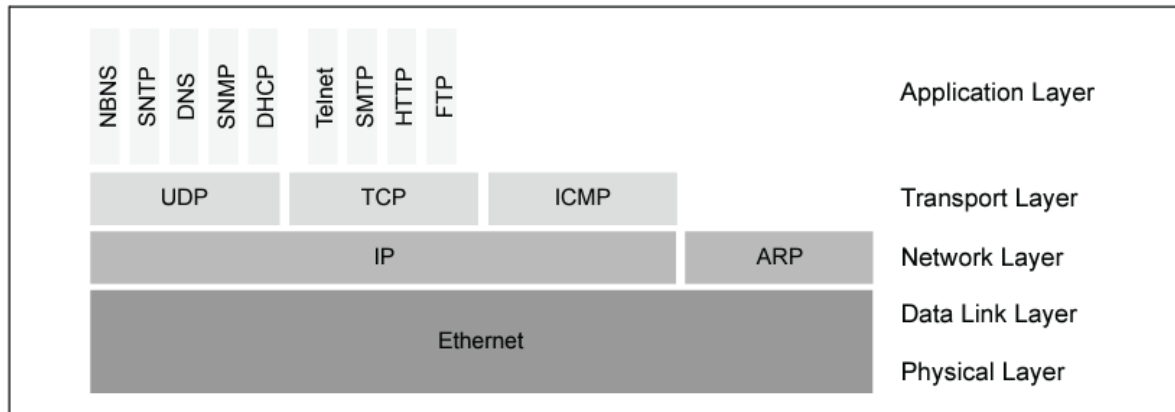 NBNS
SNTP
DNS
SNMP
DHCP
Telnet
SMTP
HTTP
FTP
Application Layer
UDP
TCP
ICMP
Transport Layer
IP
ARP
Network Layer
Ethernet
Data Link Layer
Physical Layer